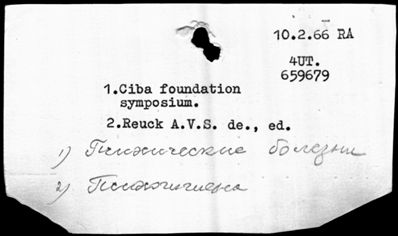 10.2.66 RA
4UT.
659679
1.Ciba foundation
symposium.
2.Reuck A.V.S. de., ed.
1) Психические болезни
2) Психогигиена